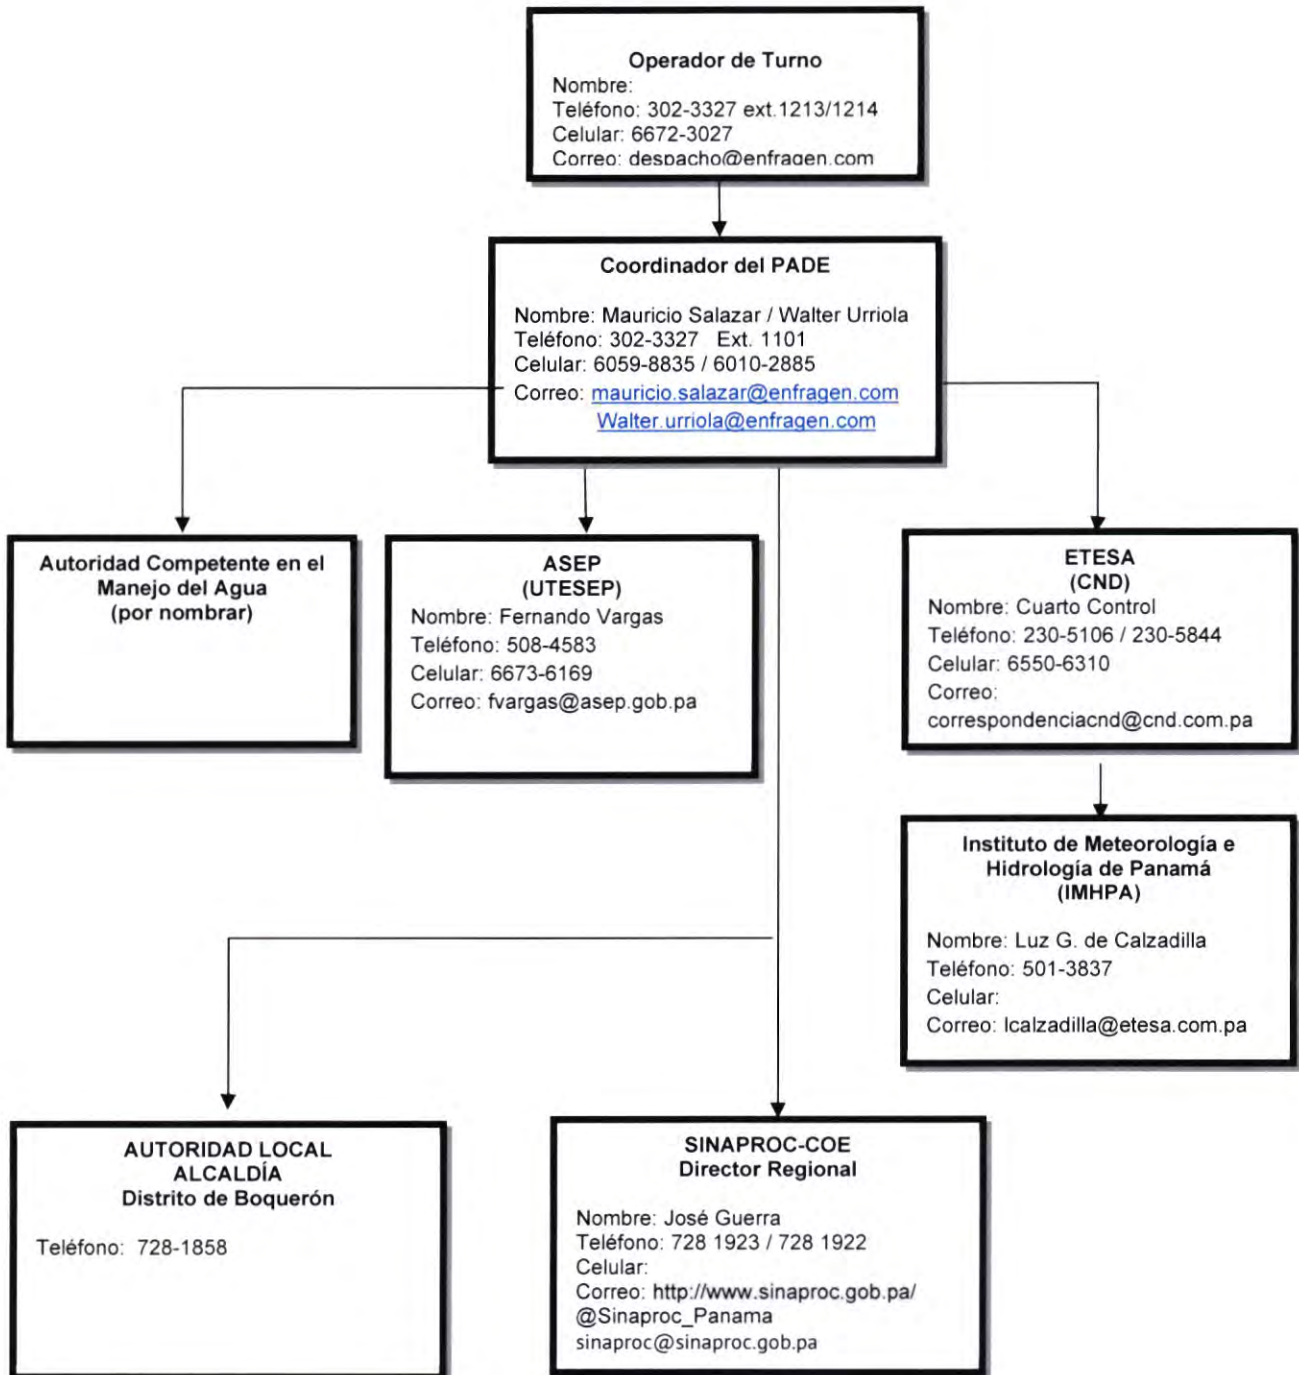 Operador de Turno
Nombre:
Teléfono: 302-3327 ext.1213/1214
Celular: 6672-3027
Correo: despacho@enfragen.com
Coordinador del PADE
Nombre: Mauricio Salazar / Walter Urriola
Teléfono: 302-3327 Ext. 1101
Celular: 6059-8835 / 6010-2885
Correo: mauricio.salazar@enfragen.com
Walter.urriola@enfragen.com
Autoridad Competente en el
Manejo del Agua
(por nombrar)
ASEP
(UTESEP)
Nombre: Fernando Vargas
Teléfono: 508-4583
Celular: 6673-6169
Correo: fvargas@asep.gob.pa
ETESA
(CND)
Nombre: Cuarto Control
Teléfono: 230-5106 / 230-5844
Celular: 6550-6310
Correo:
correspondenciacnd@cnd.com.pa
Instituto de Meteorología e
Hidrología de Panamá
(IMHPA)
Nombre: Luz G. de Calzadilla
Teléfono: 501-3837
Celular:
Correo: lcalzadilla@etesa.com.pa
AUTORIDAD LOCAL
ALCALDÍA
Distrito de Boquerón
Teléfono: 728-1858
SINAPROC-COE
Director Regional
Nombre: José Guerra
Teléfono: 728 1923 / 728 1922
Celular:
Correo: http://www.sinaproc.gob.pa/
@Sinaproc_Panama
sinaproc@sinaproc.gob.pa